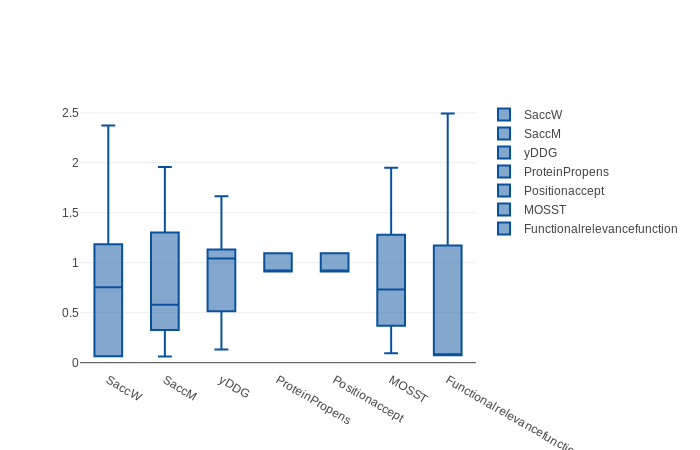 2.5
2
1.5
1
0.5
0
SaccW
SaccM
yDDG
ProteinPropens
Positionaccept
MOSST
Functionalrelevancefunctio
SaccW
SaccM
yDDG
ProteinPropens
Positionaccept
MOSST
Functionalrelevancefunction